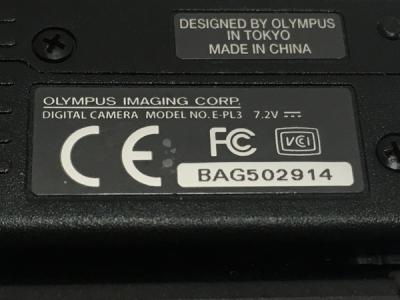 DESIGNED BY OLYMPUS
IN TOKYO
MADE IN CHINA
OLYMPUS IMAGING CORP.
DIGITAL CAMERA MODEL NO. E-PL3 7.2V ⎓
CE FC VCI
BAG502914